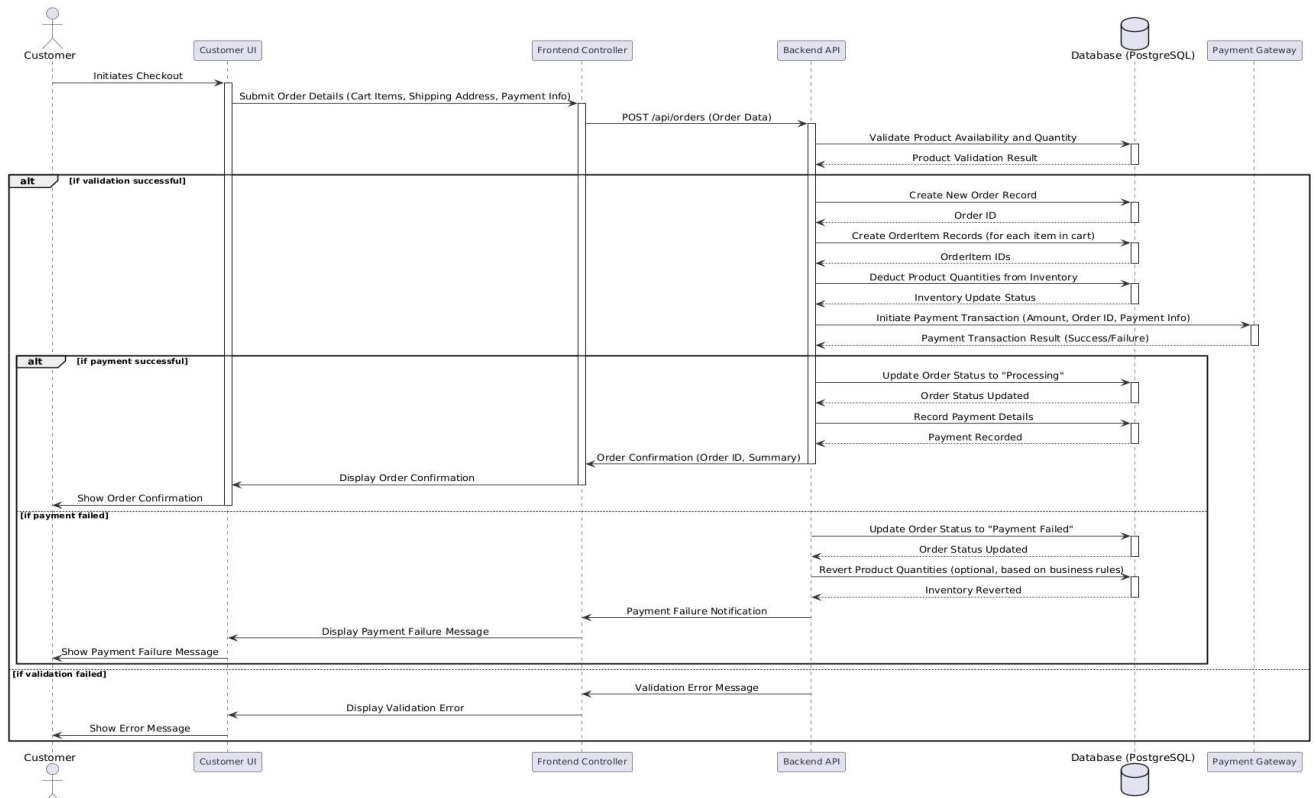 Customer
Customer UI
Frontend Controller
Backend API
Database (PostgreSQL)
Payment Gateway
Initiates Checkout
Submit Order Details (Cart Items, Shipping Address, Payment Info)
POST /api/orders (Order Data)
Validate Product Availability and Quantity
Product Validation Result
alt [if validation successful]
Create New Order Record
Order ID
Create OrderItem Records (for each item in cart)
OrderItem IDs
Deduct Product Quantities from Inventory
Inventory Update Status
Initiate Payment Transaction (Amount, Order ID, Payment Info)
Payment Transaction Result (Success/Failure)
alt [if payment successful]
Update Order Status to "Processing"
Order Status Updated
Record Payment Details
Payment Recorded
Order Confirmation (Order ID, Summary)
Display Order Confirmation
Show Order Confirmation
[if payment failed]
Update Order Status to "Payment Failed"
Order Status Updated
Revert Product Quantities (optional, based on business rules)
Inventory Reverted
Payment Failure Notification
Display Payment Failure Message
Show Payment Failure Message
[if validation failed]
Validation Error Message
Display Validation Error
Show Error Message
Customer
Customer UI
Frontend Controller
Backend API
Database (PostgreSQL)
Payment Gateway